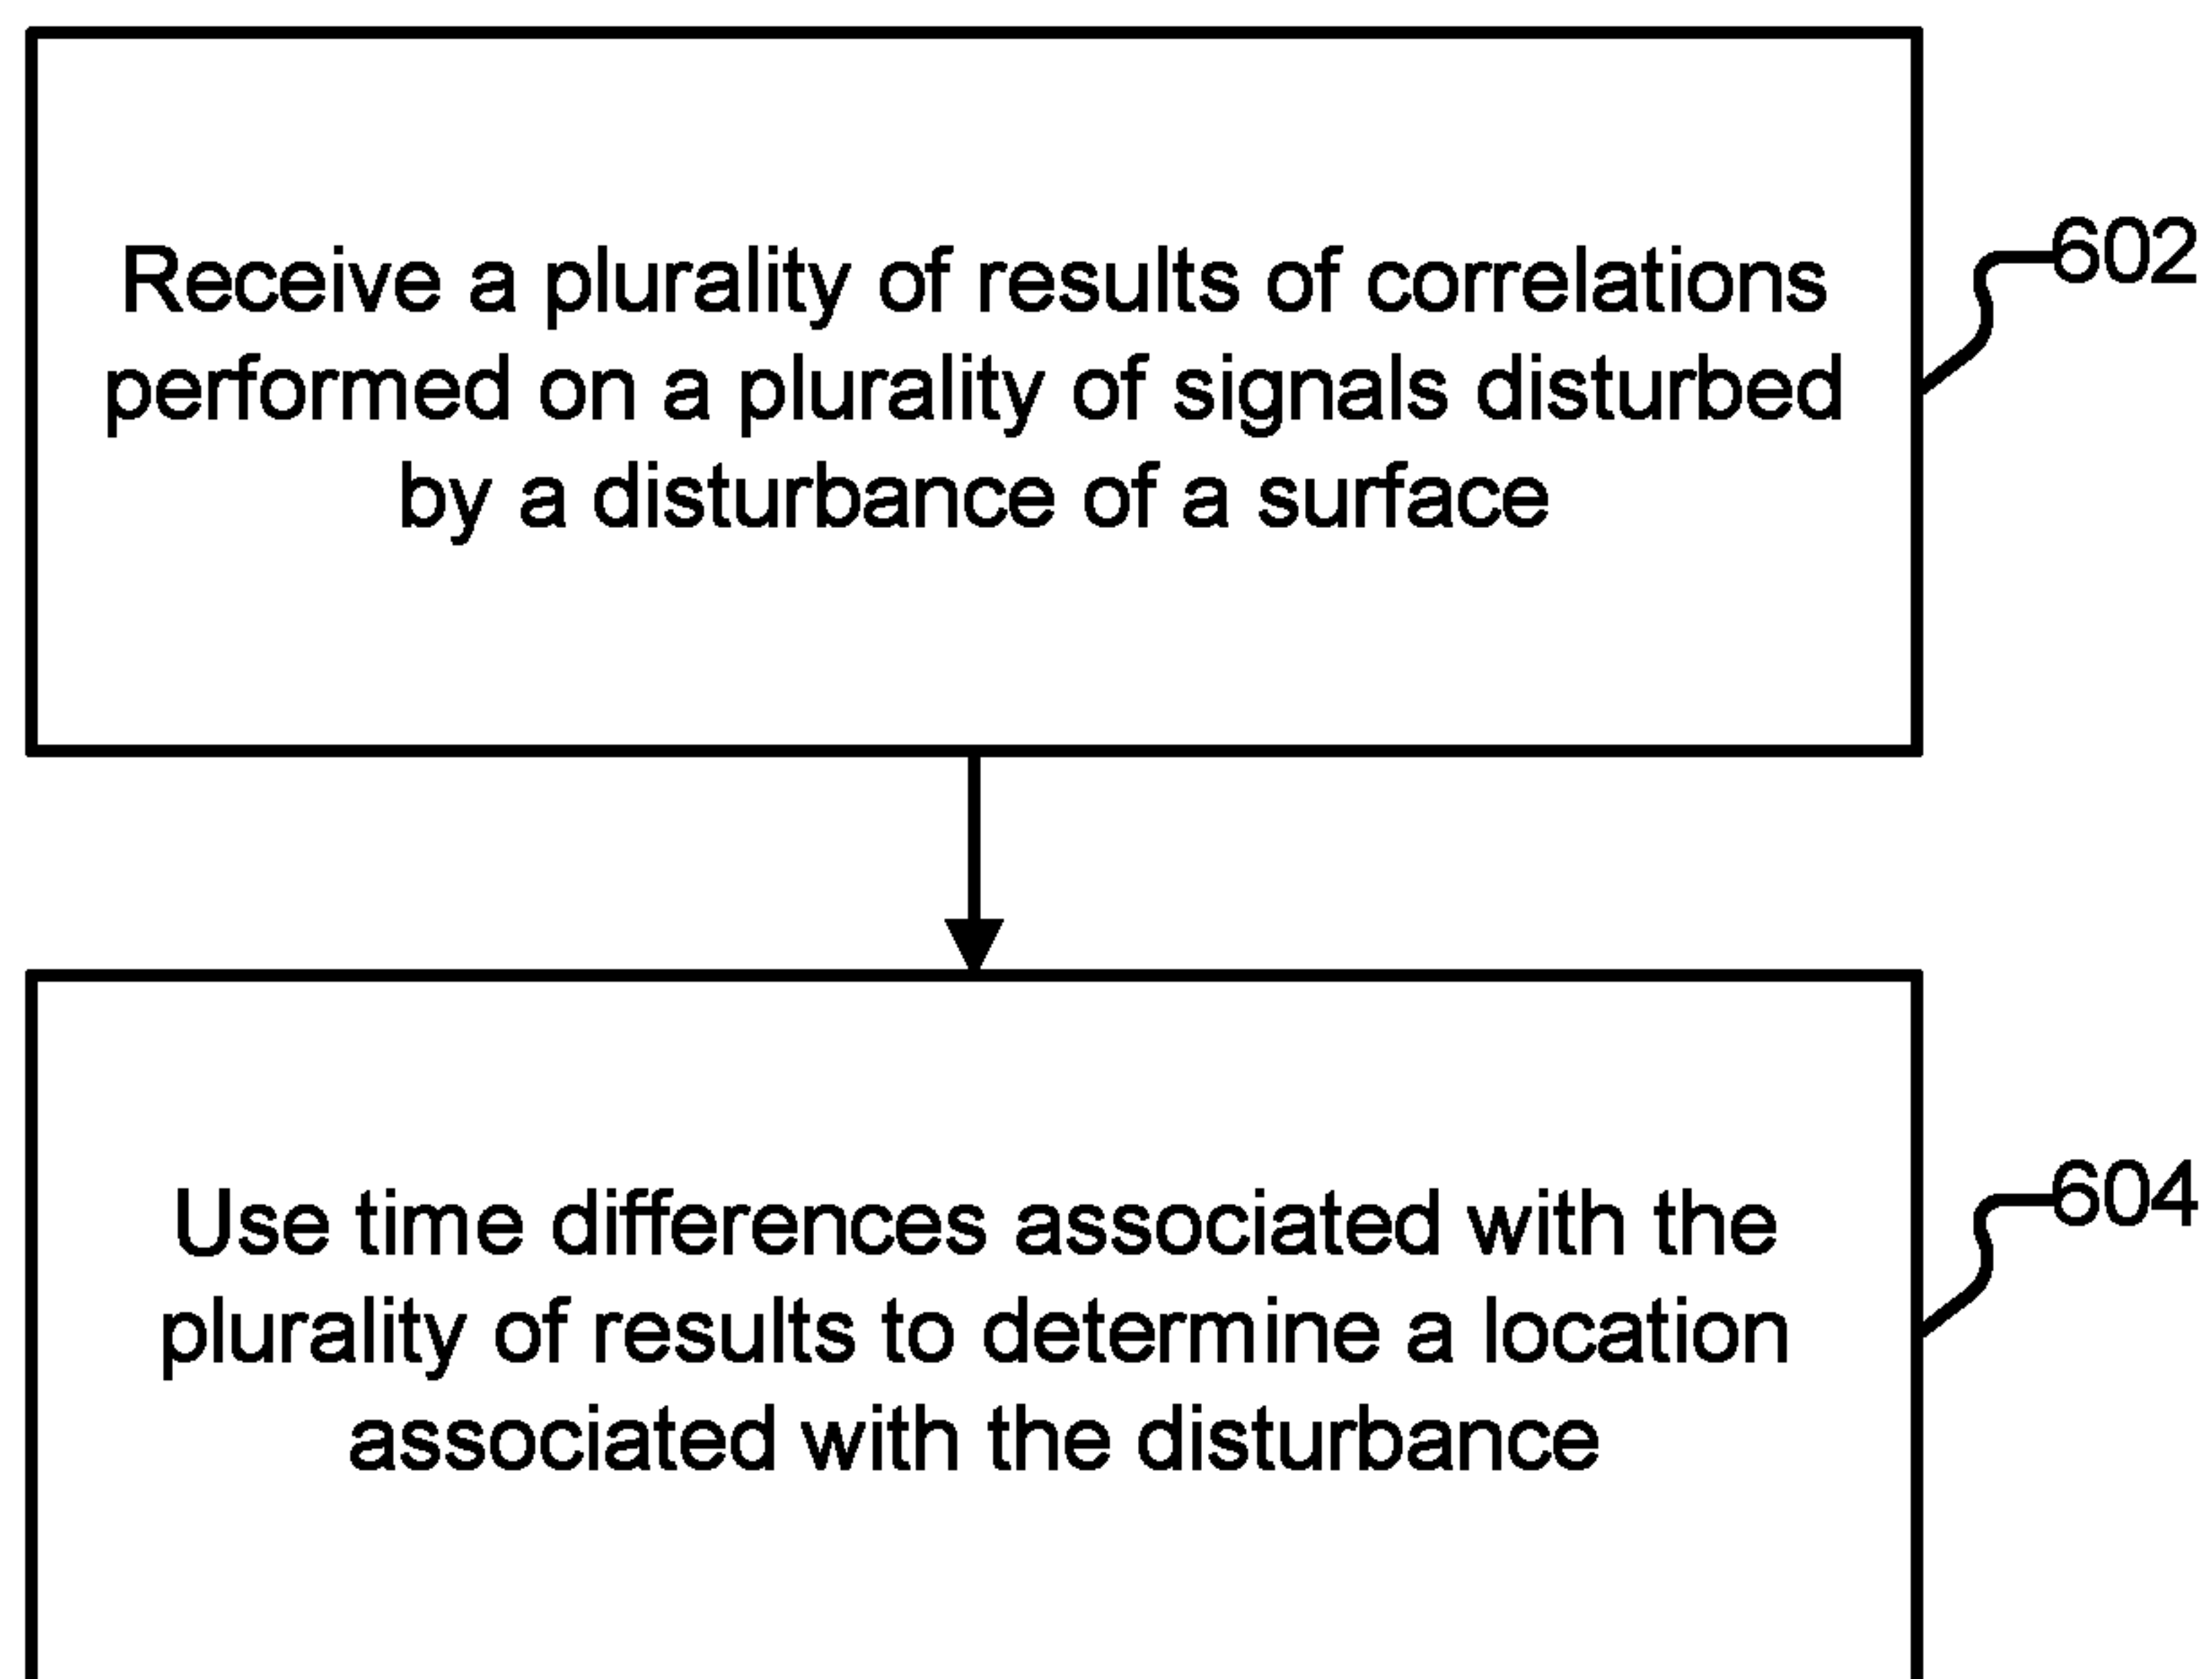 Receive a plurality of results of correlations
performed on a plurality of signals disturbed
by a disturbance of a surface
602
Use time differences associated with the
plurality of results to determine a location
associated with the disturbance
604